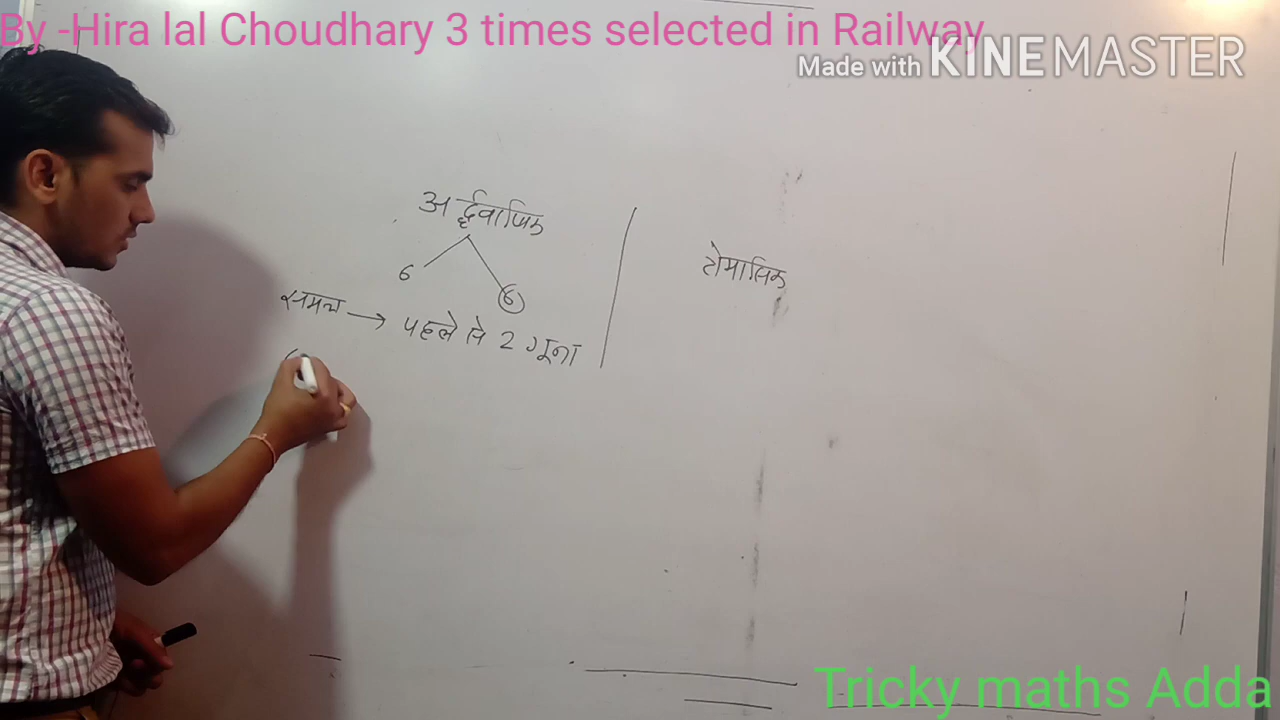 By -Hira lal Choudhary 3 times selected in Railway
Made with KINEMASTER
अर्द्धवार्षिक
6 6
समय → पहले से 2 गूना
तोमासिक
Tricky maths Adda